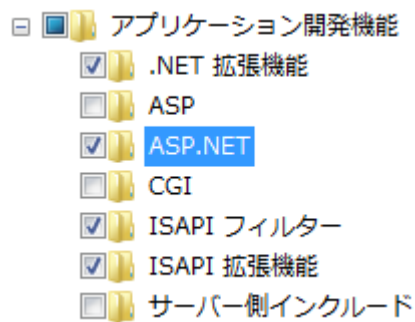 アプリケーション開発機能
.NET 拡張機能
ASP
ASP.NET
CGI
ISAPI フィルター
ISAPI 拡張機能
サーバー側インクルード